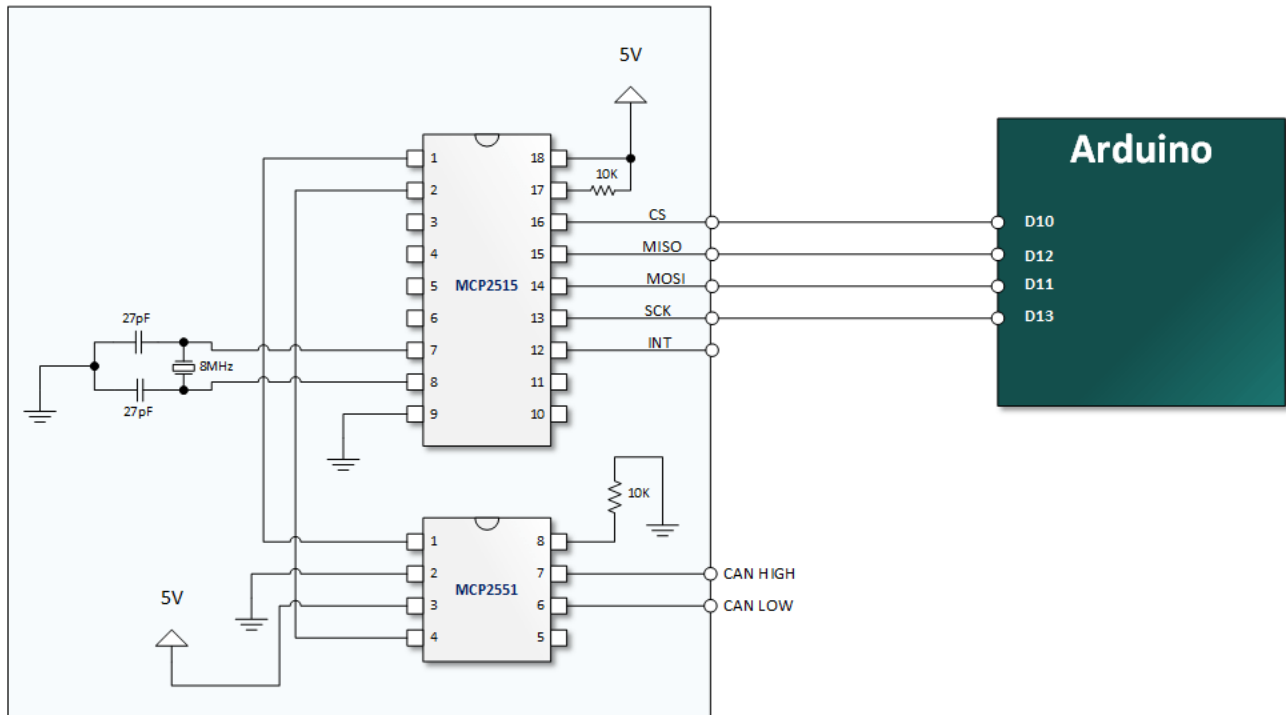 5V
Arduino
1
18
10K
2
17
3
16
CS
D10
4
15
MISO
D12
5
MCP2515
14
MOSI
D11
6
13
SCK
D13
27pF
7
12
INT
8MHz
8
11
27pF
9
10
10K
1
8
2
7
CAN HIGH
MCP2551
5V
3
6
CAN LOW
4
5